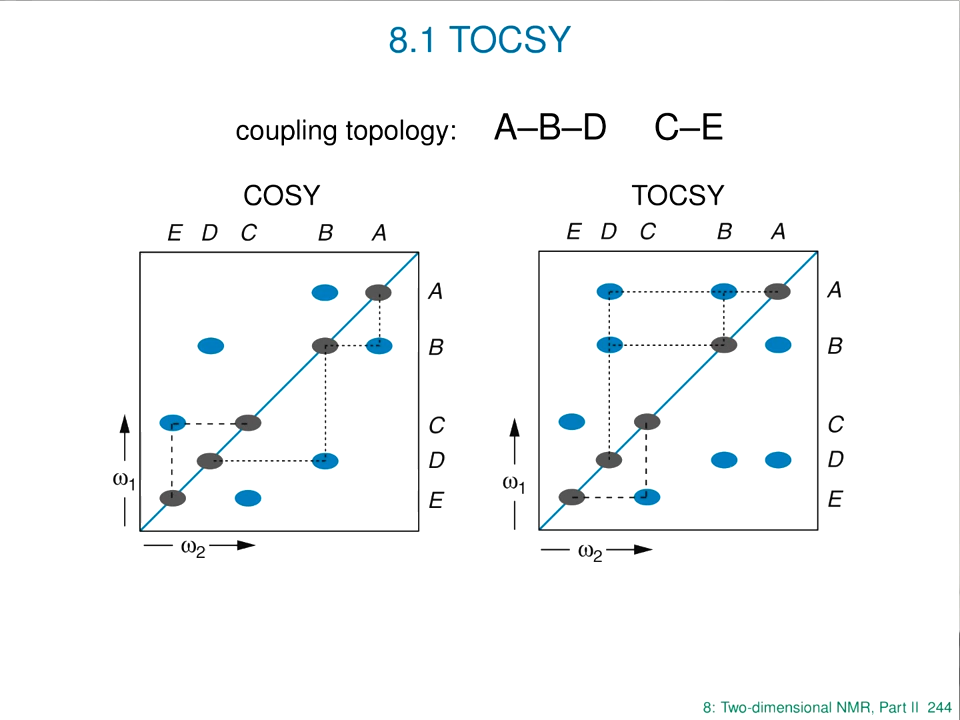 8.1 TOCSY
coupling topology: A–B–D C–E
COSY
E D C B A
A
B
C
D
E
ω1
ω2
TOCSY
E D C B A
A
B
C
D
E
ω1
ω2
8: Two-dimensional NMR, Part II 244